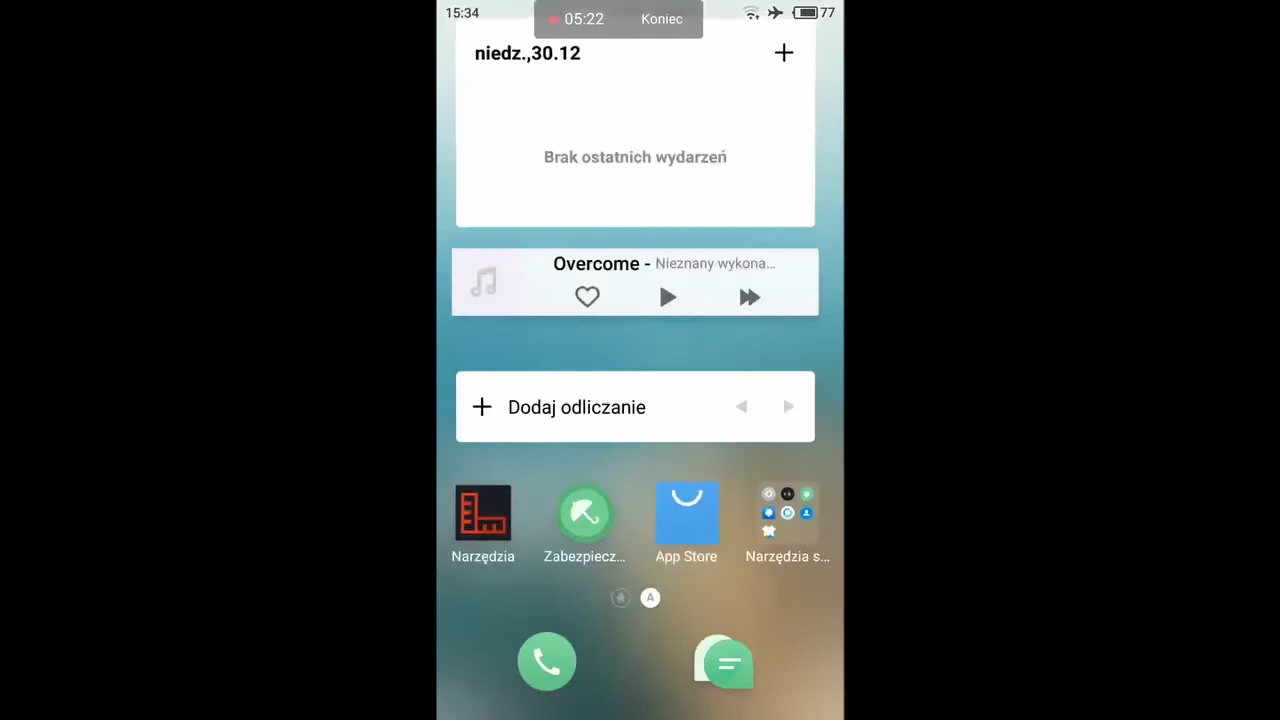 15:34
05:22
Koniec
77
niedz.,30.12
Brak ostatnich wydarzeń
Overcome - Nieznany wykona...
Dodaj odliczanie
Narzędzia
Zabezpiecz...
App Store
Narzędzia s...
A